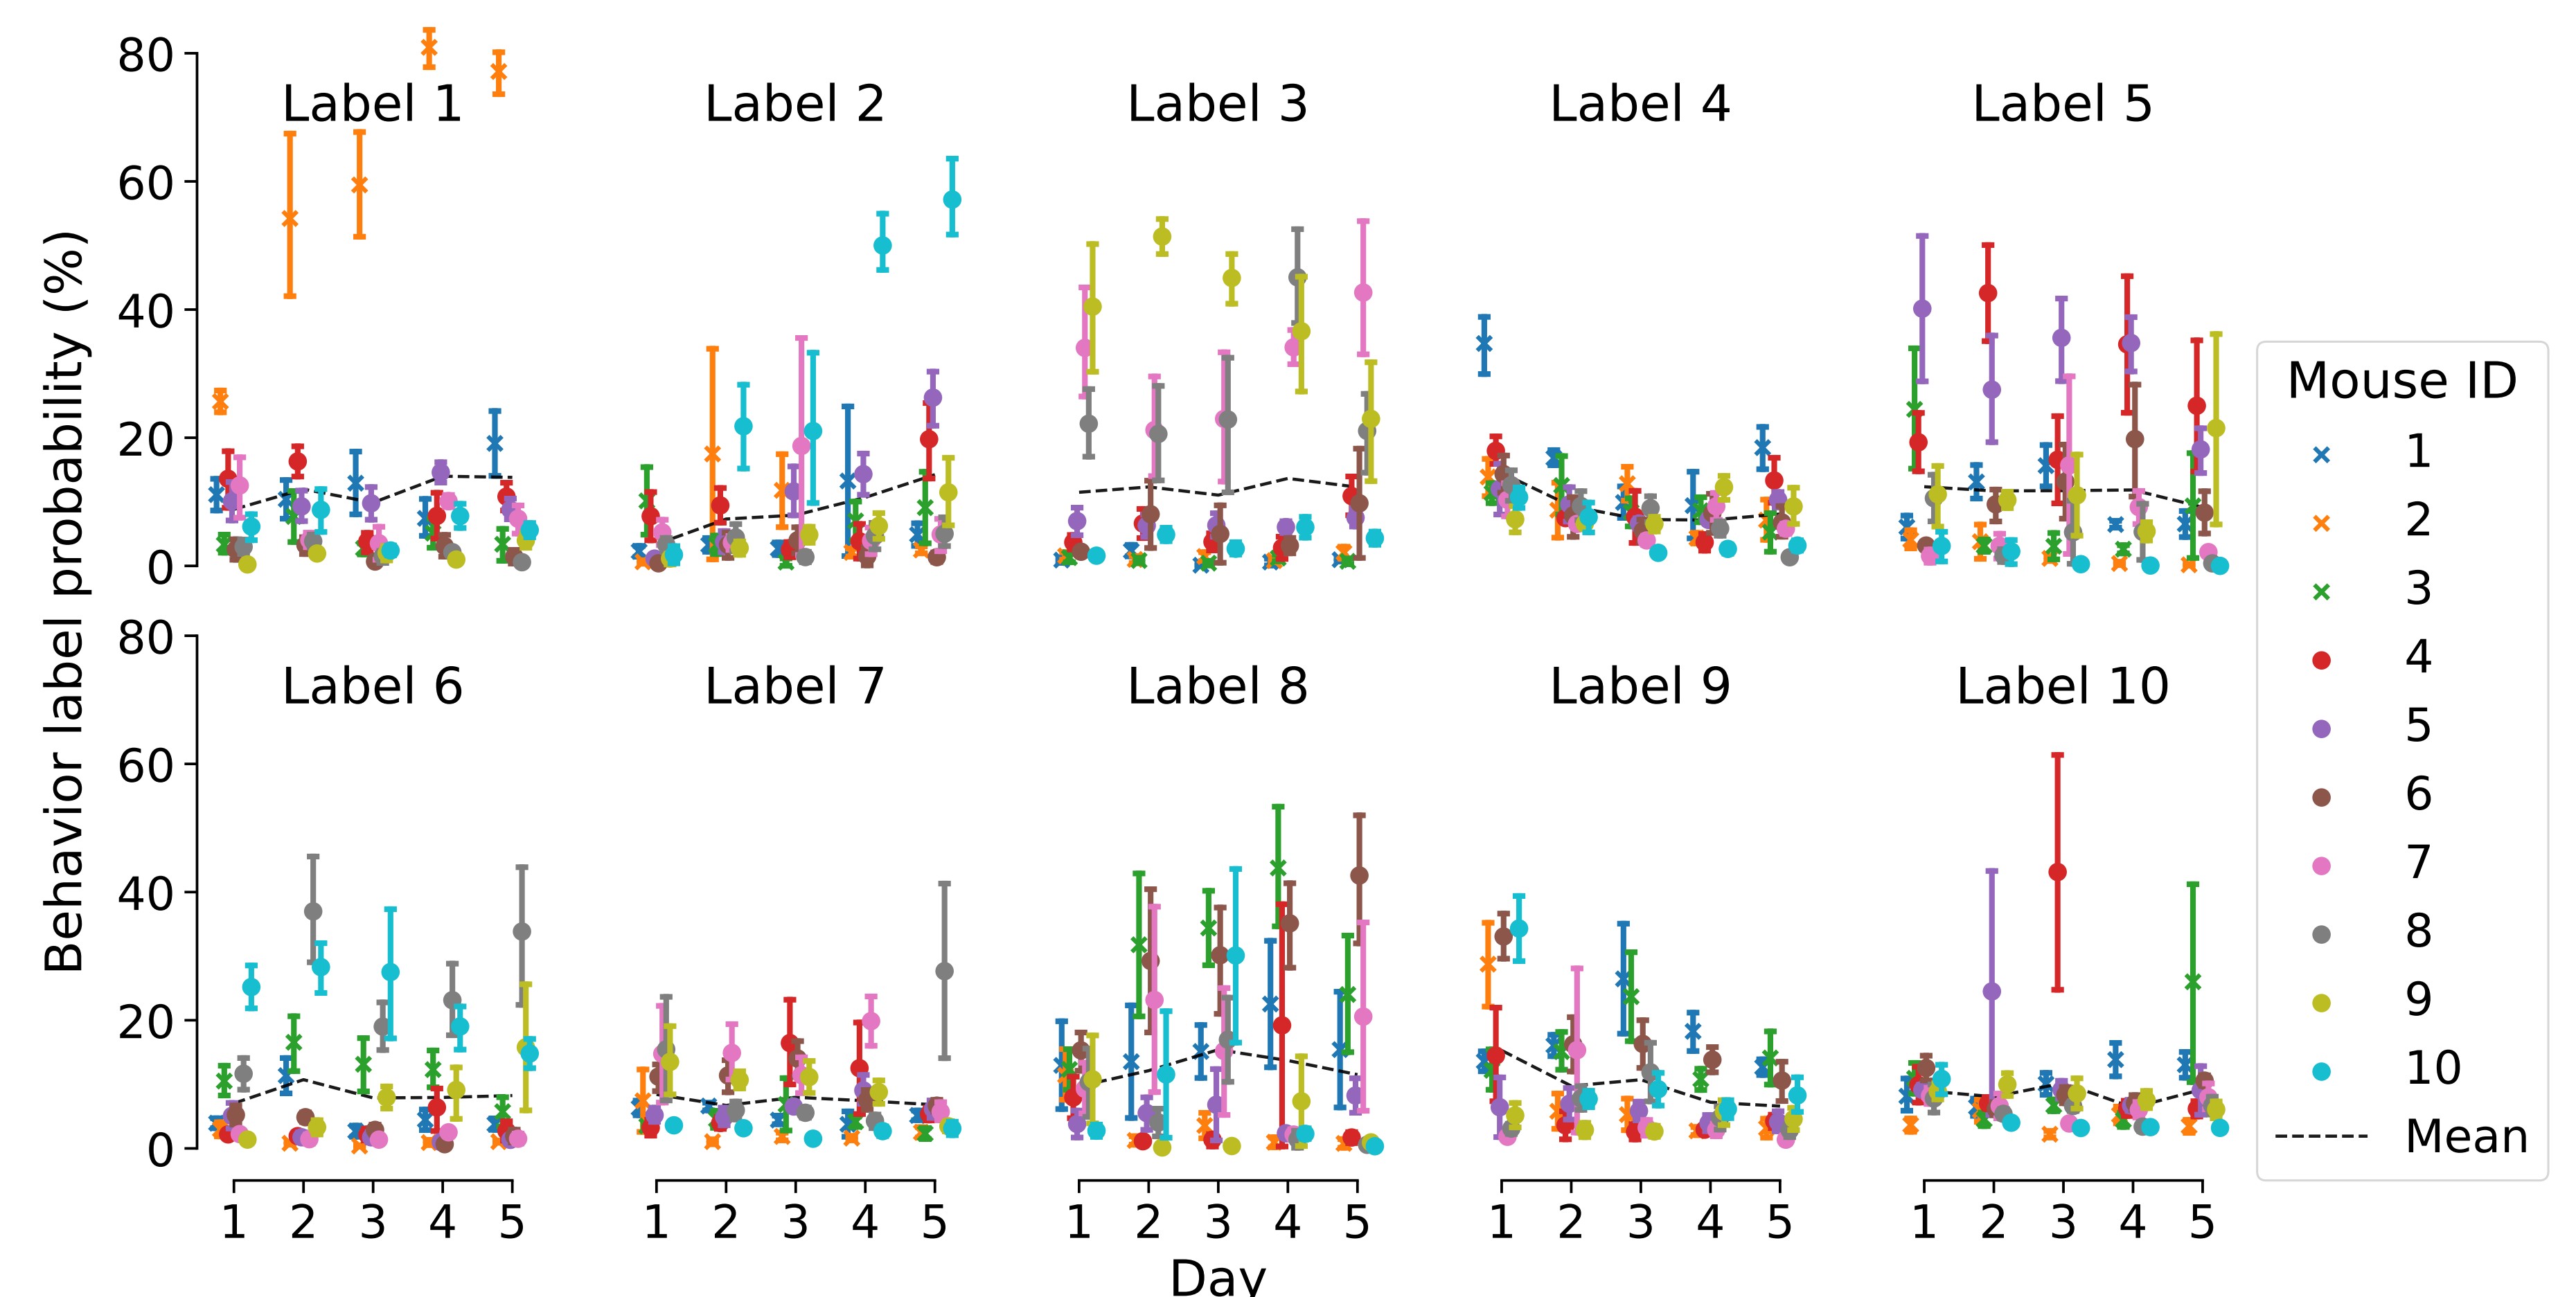 Behavior label probability (%)
80
60
40
20
0
Label 1
Label 2
Label 3
Label 4
Label 5
80
60
40
20
0
Label 6
Label 7
Label 8
Label 9
Label 10
1 2 3 4 5
1 2 3 4 5
1 2 3 4 5
1 2 3 4 5
1 2 3 4 5
Day
Mouse ID
1
2
3
4
5
6
7
8
9
10
Mean